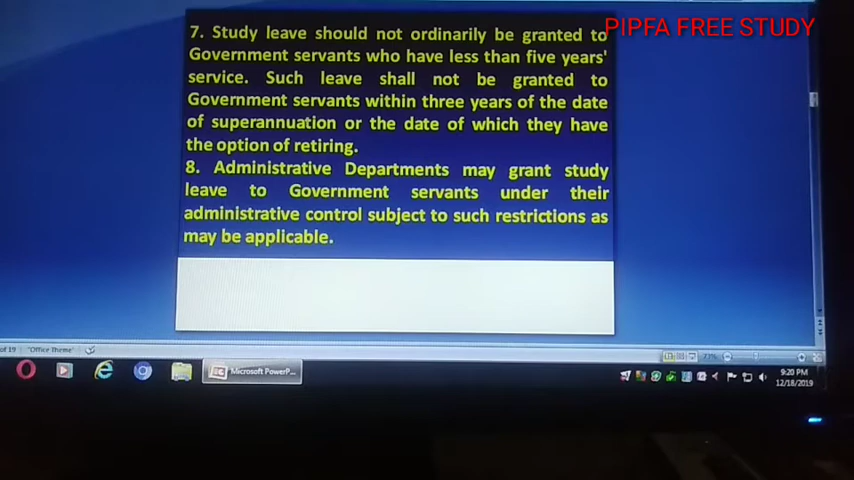 PIPFA FREE STUDY
7. Study leave should not ordinarily be granted to
Government servants who have less than five years'
service. Such leave shall not be granted to
Government servants within three years of the date
of superannuation or the date of which they have
the option of retiring.
8. Administrative Departments may grant study
leave to Government servants under their
administrative control subject to such restrictions as
may be applicable.
of 19 "Office Theme"
Microsoft PowerP...
9:20 PM
12/18/2019